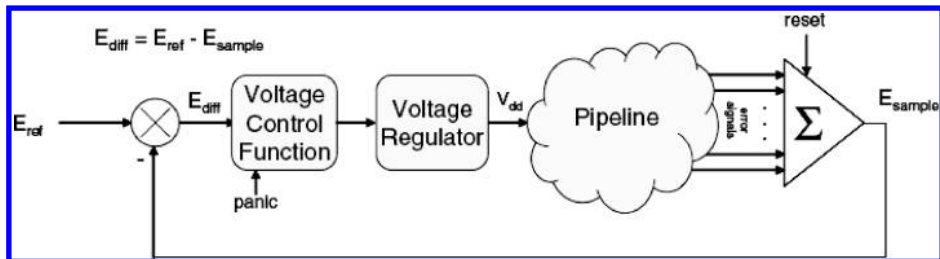 E_diff = E_ref - E_sample
reset
E_ref
-
E_diff
Voltage
Control
Function
panic
Voltage
Regulator
V_dd
Pipeline
error
signals
. . . .
Σ
E_sample